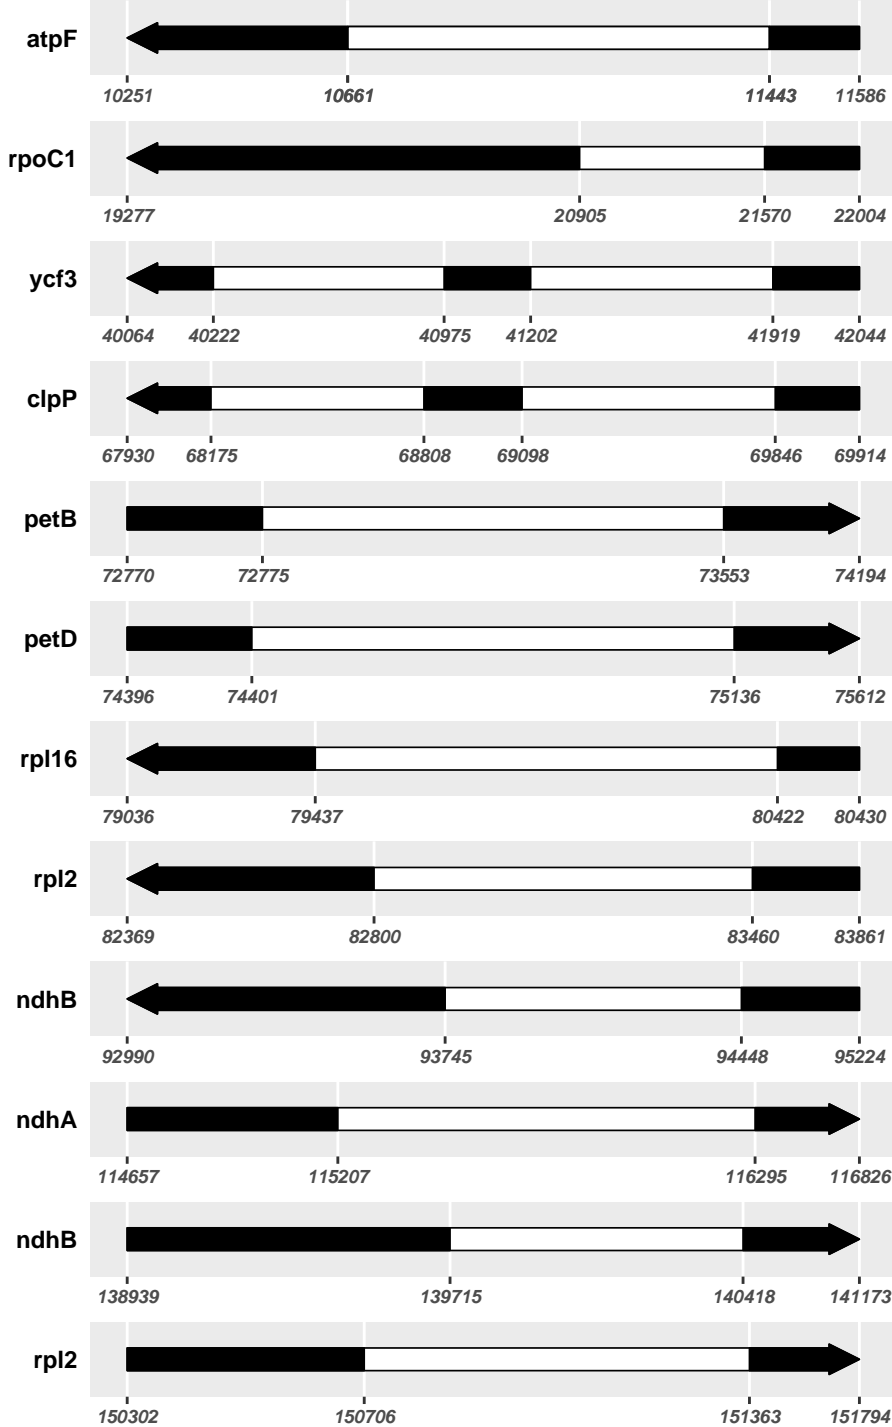 atpF
10251 10661 11443 11586
rpoC1
19277 20905 21570 22004
ycf3
40064 40222 40975 41202 41919 42044
clpP
67930 68175 68808 69098 69846 69914
petB
72770 72775 73553 74194
petD
74396 74401 75136 75612
rpl16
79036 79437 80422 80430
rpl2
82369 82800 83460 83861
ndhB
92990 93745 94448 95224
ndhA
114657 115207 116295 116826
ndhB
138939 139715 140418 141173
rpl2
150302 150706 151363 151794